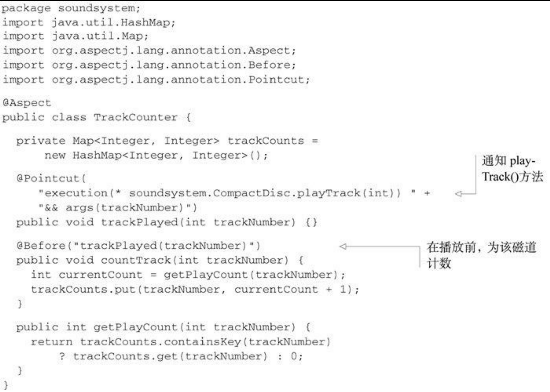 package soundsystem;
import java.util.HashMap;
import java.util.Map;
import org.aspectj.lang.annotation.Aspect;
import org.aspectj.lang.annotation.Before;
import org.aspectj.lang.annotation.Pointcut;
@Aspect
public class TrackCounter {
private Map<Integer, Integer> trackCounts =
new HashMap<Integer, Integer>();
@Pointcut(
"execution(* soundsystem.CompactDisc.playTrack(int)) " +
"&& args(trackNumber)")
通知 play-
Track()方法
public void trackPlayed(int trackNumber) {}
@Before("trackPlayed(trackNumber)")
在播放前，为该磁道
计数
public void countTrack(int trackNumber) {
int currentCount = getPlayCount(trackNumber);
trackCounts.put(trackNumber, currentCount + 1);
}
public int getPlayCount(int trackNumber) {
return trackCounts.containsKey(trackNumber)
? trackCounts.get(trackNumber) : 0;
}
}